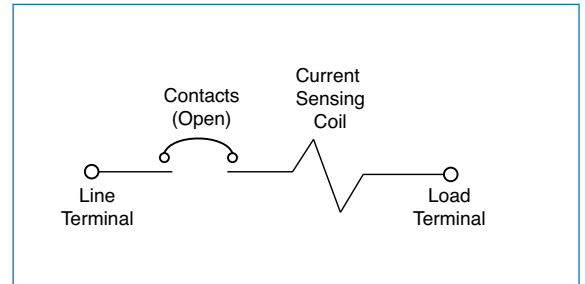 Contacts
(Open)
Current
Sensing
Coil
Line
Terminal
Load
Terminal